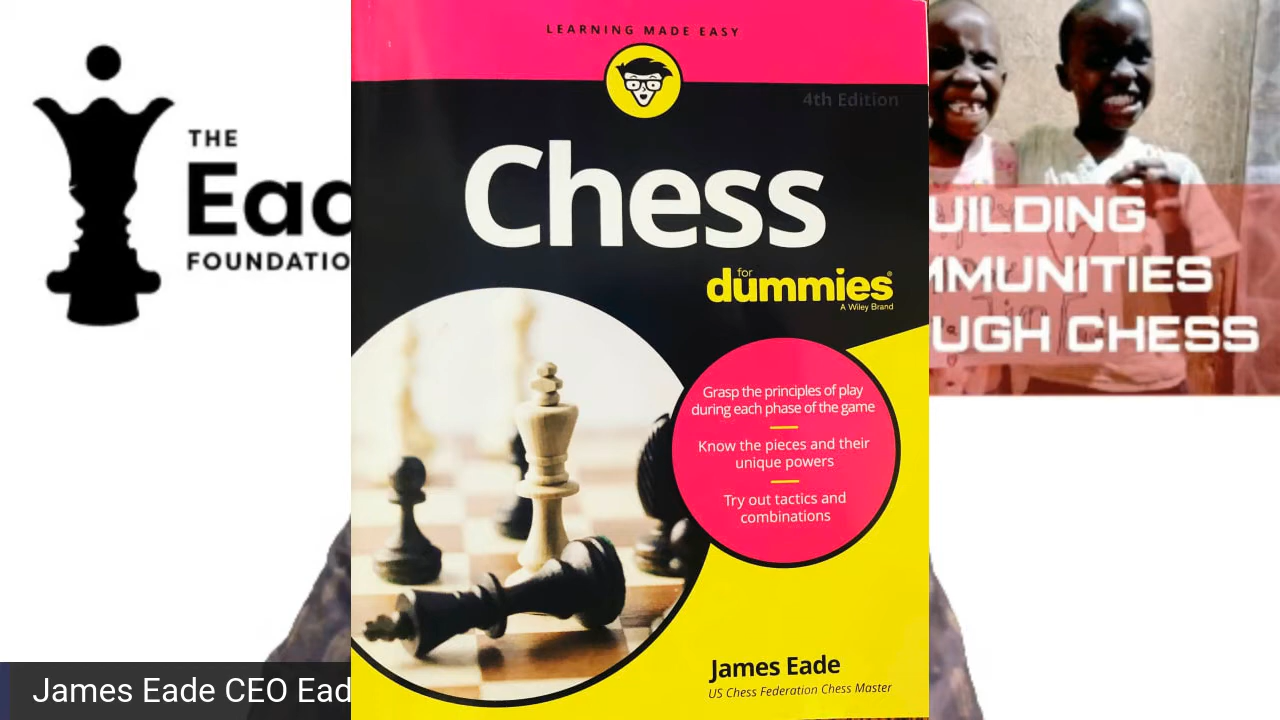 THE
Ead
FOUNDATIO
LEARNING MADE EASY
4th Edition
Chess
for
dummies®
A Wiley Brand
Grasp the principles of play
during each phase of the game
Know the pieces and their
unique powers
Try out tactics and
combinations
James Eade
US Chess Federation Chess Master
UILDING
MMUNITIES
UGH CHESS
James Eade CEO Ead